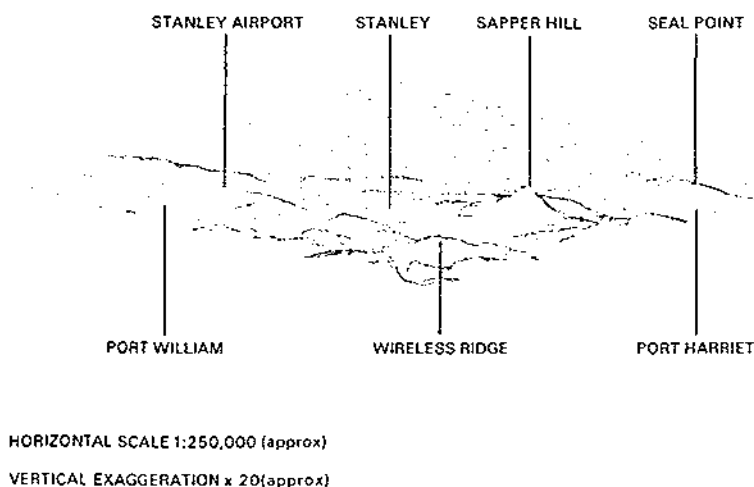 STANLEY AIRPORT STANLEY SAPPER HILL SEAL POINT
PORT WILLIAM WIRELESS RIDGE PORT HARRIET
HORIZONTAL SCALE 1:250,000 (approx)
VERTICAL EXAGGERATION x 20(approx)